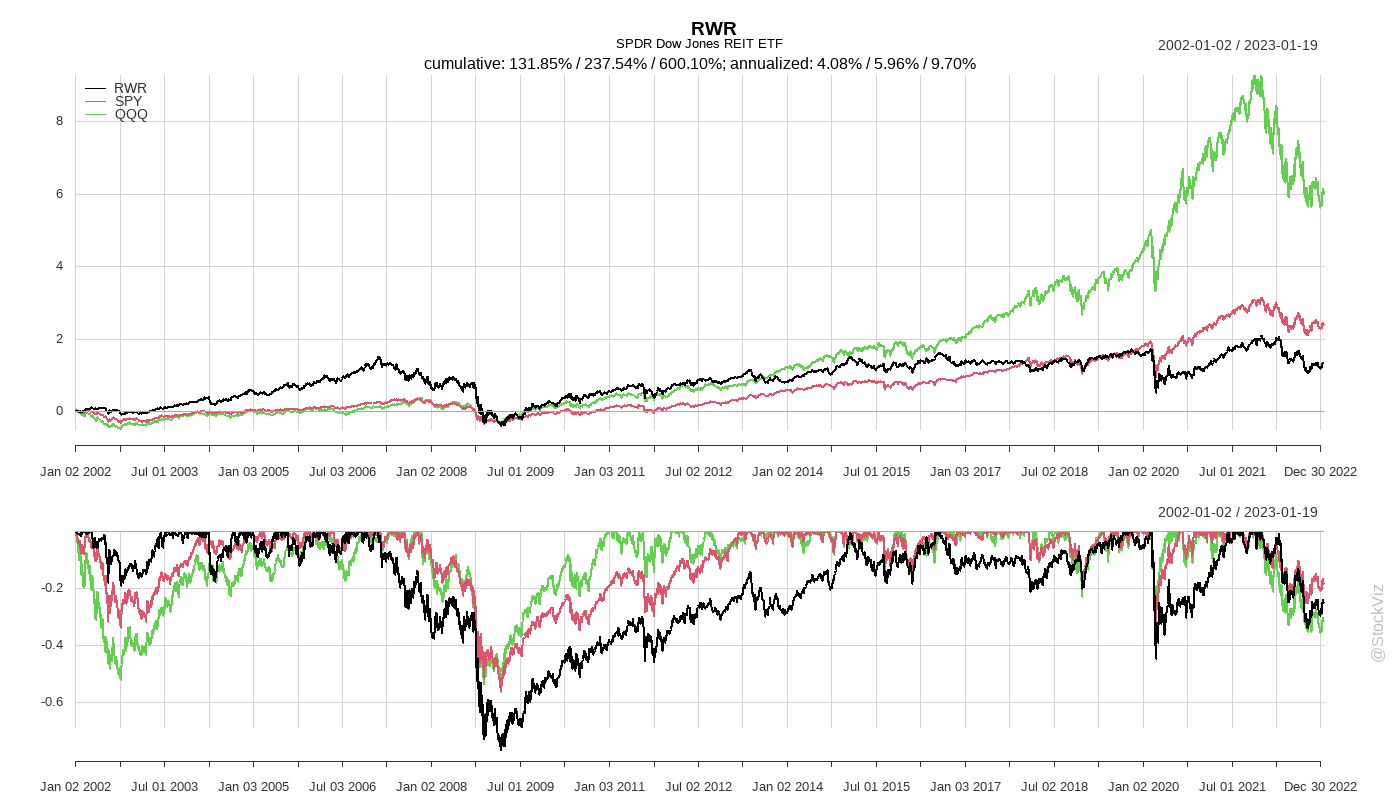 RWR
SPDR Dow Jones REIT ETF
2002-01-02 / 2023-01-19
cumulative: 131.85% / 237.54% / 600.10%; annualized: 4.08% / 5.96% / 9.70%
RWR
SPY
QQQ
8
6
4
2
0
Jan 02 2002 Jul 01 2003 Jan 03 2005 Jul 03 2006 Jan 02 2008 Jul 01 2009 Jan 03 2011 Jul 02 2012 Jan 02 2014 Jul 01 2015 Jan 03 2017 Jul 02 2018 Jan 02 2020 Jul 01 2021 Dec 30 2022
2002-01-02 / 2023-01-19
-0.2
-0.4
-0.6
Jan 02 2002 Jul 01 2003 Jan 03 2005 Jul 03 2006 Jan 02 2008 Jul 01 2009 Jan 03 2011 Jul 02 2012 Jan 02 2014 Jul 01 2015 Jan 03 2017 Jul 02 2018 Jan 02 2020 Jul 01 2021 Dec 30 2022
@StockViz